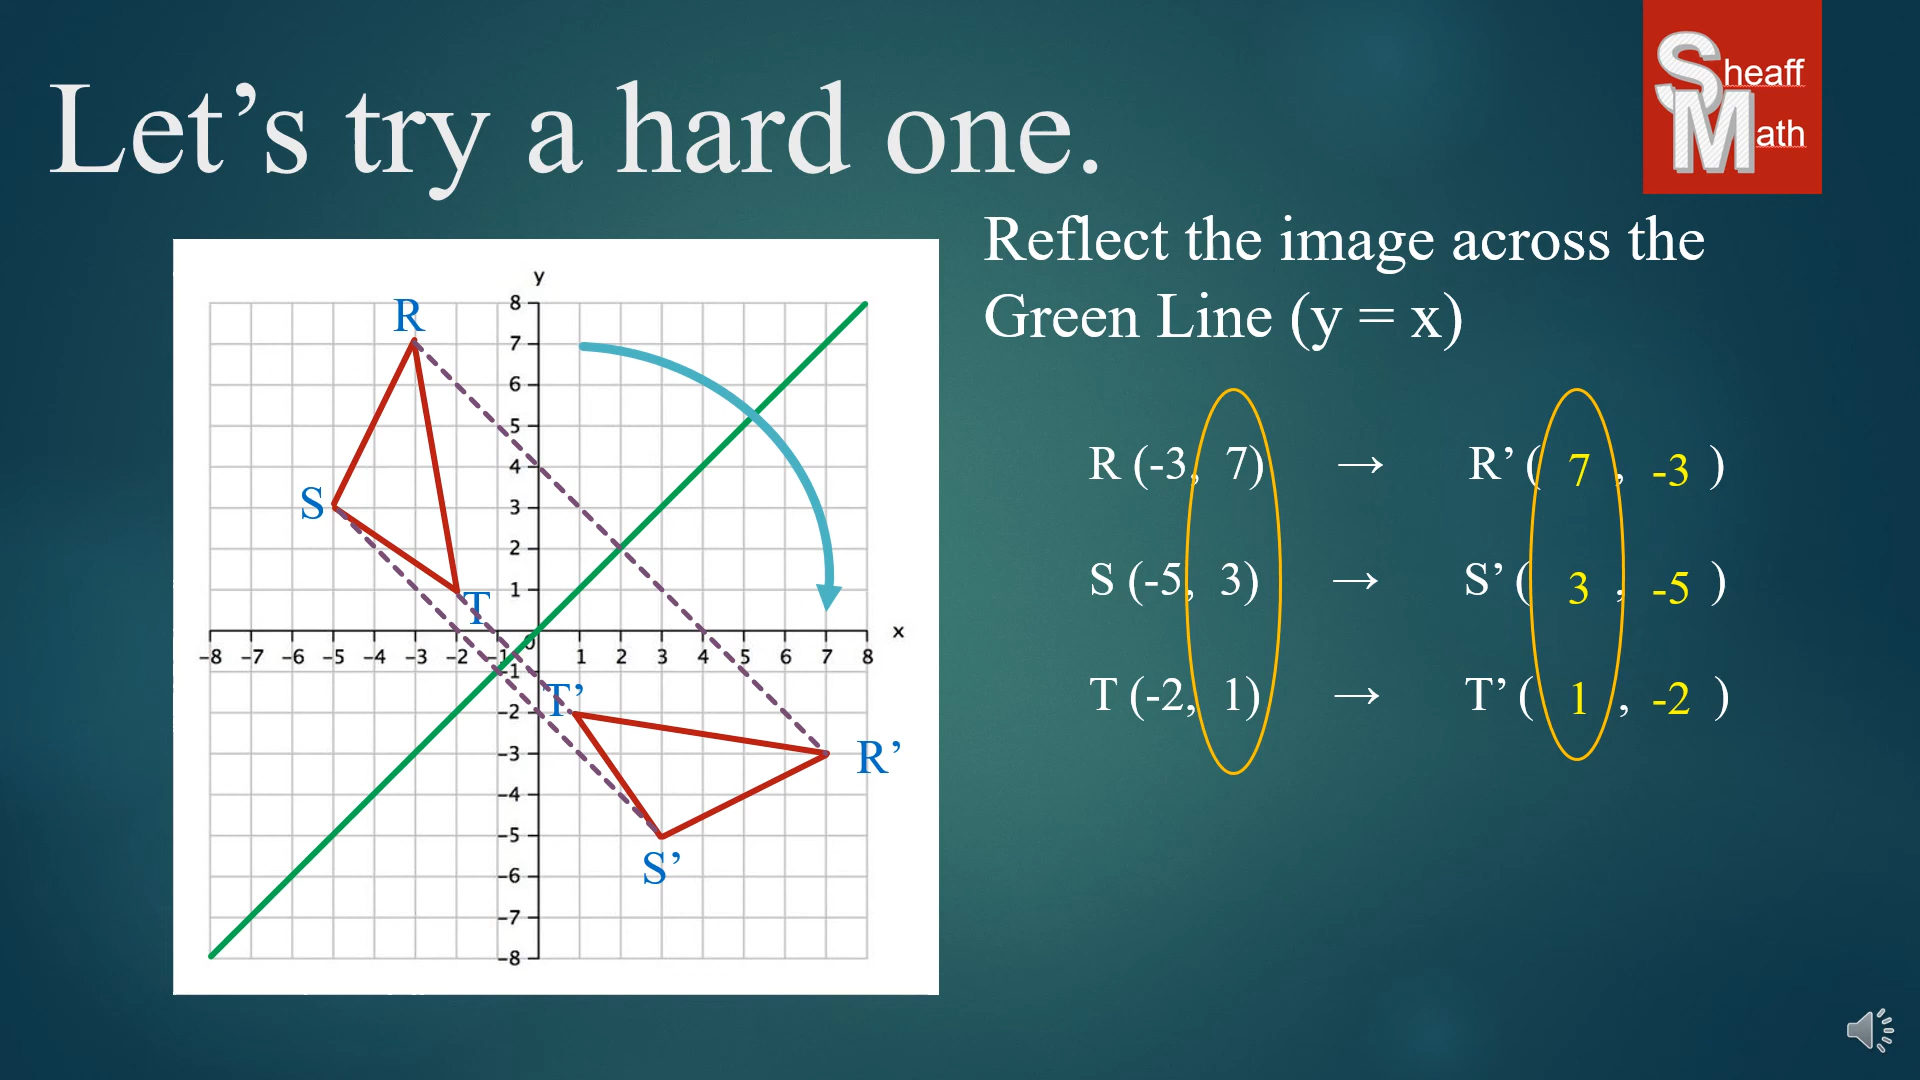 Let’s try a hard one.
Sheaff
Math
Reflect the image across the
Green Line (y = x)
R (-3, 7) → R’ ( 7 , -3 )
S (-5, 3) → S’ ( 3 , -5 )
T (-2, 1) → T’ ( 1 , -2 )
y
8
R
7
6
5
4
3
S
2
1
T
x
0
-8 -7 -6 -5 -4 -3 -2 -1 1 2 3 4 5 6 7 8
-1
T’
-2
-3
R’
-4
-5
S’
-6
-7
-8